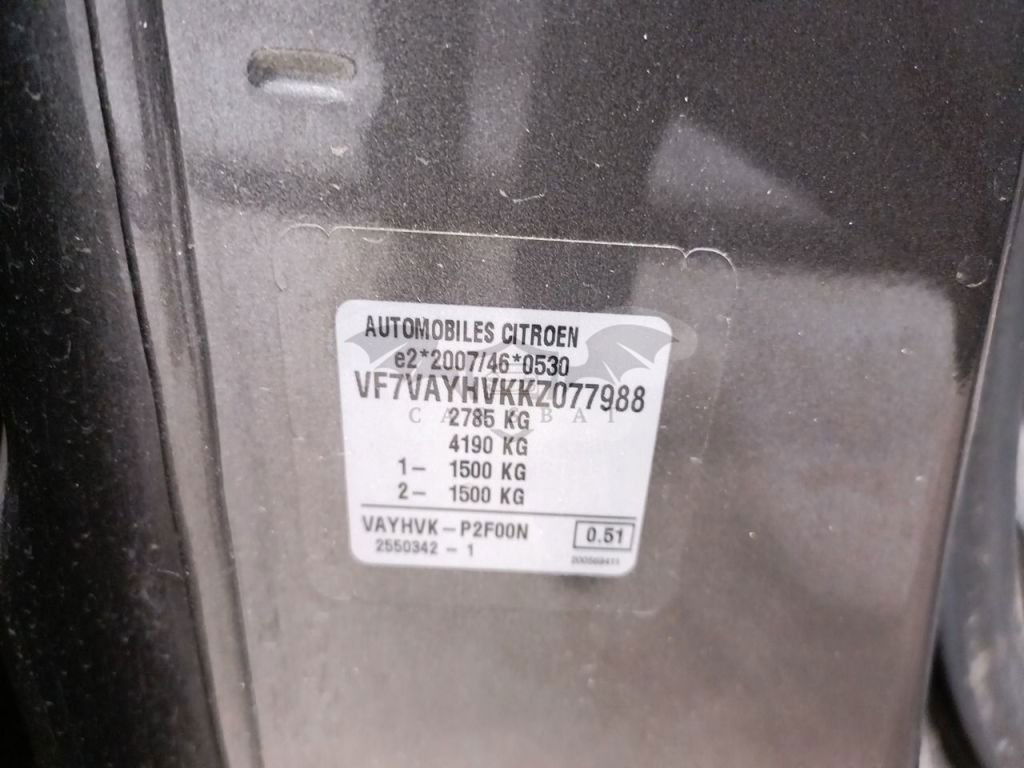 AUTOMOBILES CITROEN
e2*2007/46*0530
VF7VAYHVKKZ077988
2785 KG
4190 KG
1- 1500 KG
2- 1500 KG
VAYHVK-P2F00N 0.51
2550342 - 1